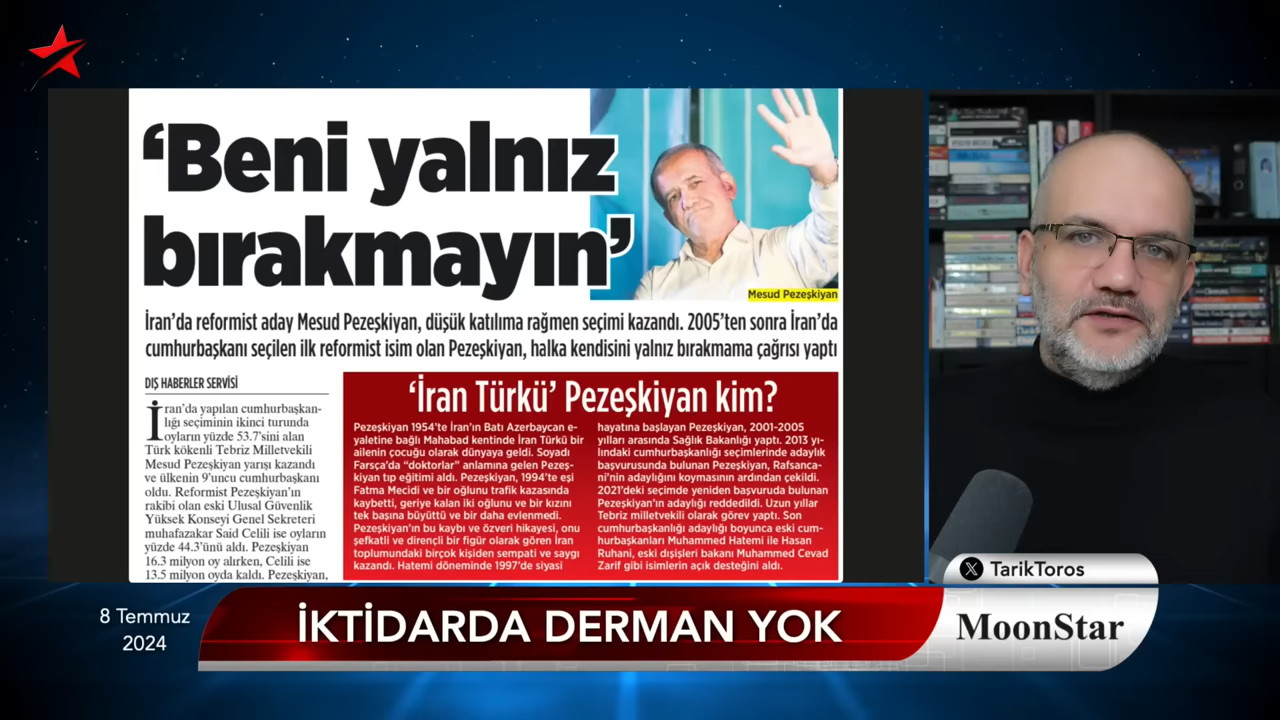 ‘Beni yalnız
bırakmayın’
Mesud Pezeşkiyan
İran’da reformist aday Mesud Pezeşkiyan, düşük katılıma rağmen seçimi kazandı. 2005’ten sonra İran’da
cumhurbaşkanı seçilen ilk reformist isim olan Pezeşkiyan, halka kendisini yalnız bırakmama çağrısı yaptı
DIŞ HABERLER SERVİSİ
İran’da yapılan cumhurbaşkan-
lığı seçiminin ikinci turunda
oyların yüzde 53.7’sini alan
Türk kökenli Tebriz Milletvekili
Mesud Pezeşkiyan yarışı kazandı
ve ülkenin 9’uncu cumhurbaşkanı
oldu. Reformist Pezeşkiyan’ın
rakibi olan eski Ulusal Güvenlik
Yüksek Konseyi Genel Sekreteri
muhafazakar Said Celili ise oyların
yüzde 44.3’ünü aldı. Pezeşkiyan
16.3 milyon oy alırken, Celili ise
13.5 milyon oyda kaldı. Pezeşkiyan,
‘İran Türkü’ Pezeşkiyan kim?
Pezeşkiyan 1954’te İran’ın Batı Azerbaycan e-
yaletine bağlı Mahabad kentinde İran Türkü bir
ailenin çocuğu olarak dünyaya geldi. Soyadı
Farsça’da “doktorlar” anlamına gelen Pezeş-
kiyan tıp eğitimi aldı. Pezeşkiyan, 1994’te eşi
Fatma Mecidi ve bir oğlunu trafik kazasında
kaybetti, geriye kalan iki oğlunu ve bir kızını
tek başına büyüttü ve bir daha evlenmedi.
Pezeşkiyan’ın bu kaybı ve özveri hikayesi, onu
şefkatli ve dirençli bir figür olarak gören İran
toplumundaki birçok kişiden sempati ve saygı
kazandı. Hatemi döneminde 1997’de siyasi
hayatına başlayan Pezeşkiyan, 2001-2005
yılları arasında Sağlık Bakanlığı yaptı. 2013 yı-
lındaki cumhurbaşkanlığı seçimlerinde adaylık
başvurusunda bulunan Pezeşkiyan, Rafsanca-
ni’nin adaylığını koymasının ardından çekildi.
2021’deki seçimde yeniden başvuruda bulunan
Pezeşkiyan’ın adaylığı reddedildi. Uzun yıllar
Tebriz milletvekili olarak görev yaptı. Son
cumhurbaşkanlığı adaylığı boyunca eski cum-
hurbaşkanları Muhammed Hatemi ile Hasan
Ruhani, eski dışişleri bakanı Muhammed Cevad
Zarif gibi isimlerin açık desteğini aldı.
X TarikToros
8 Temmuz
2024
İKTİDARDA DERMAN YOK
MoonStar